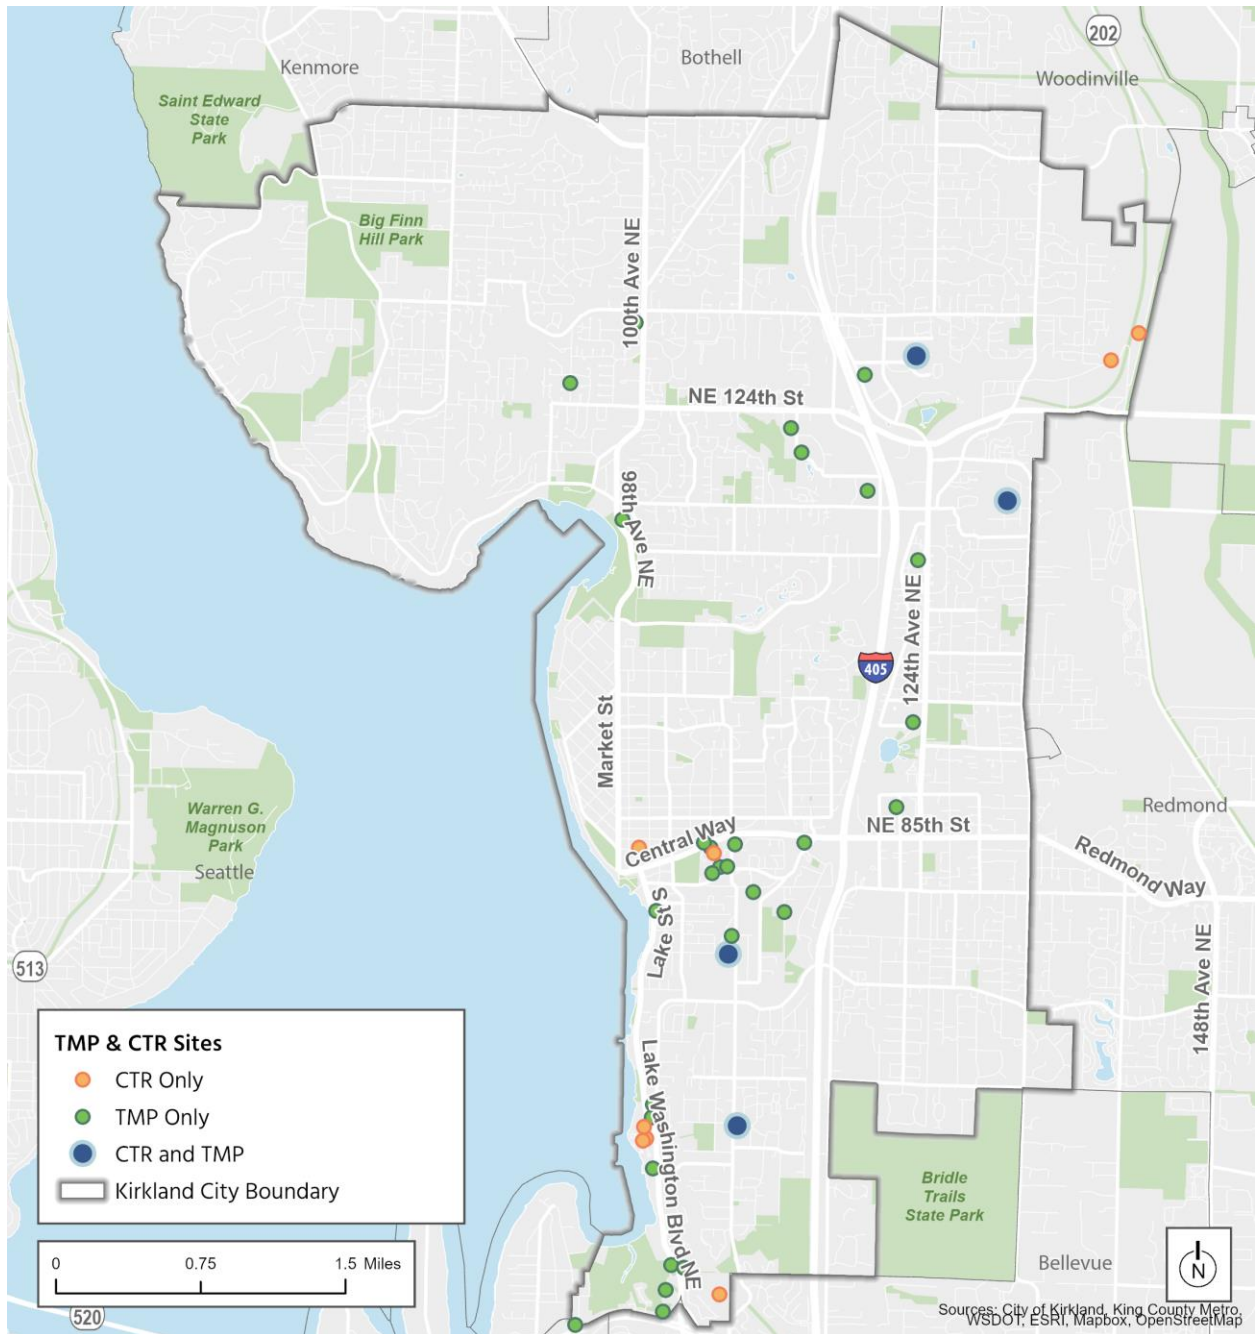 202
Kenmore
Bothell
Woodinville
Saint Edward
State
Park
Big Finn
Hill Park
100th Ave NE
NE 124th St
98th Ave NE
124th Ave NE
405
Market St
Warren G.
Magnuson
Park
Seattle
Redmond
NE 85th St
Central Way
Redmond Way
Lake St S
513
148th Ave NE
Lake Washington Blvd NE
TMP & CTR Sites
CTR Only
TMP Only
CTR and TMP
Kirkland City Boundary
Bridle
Trails
State Park
Bellevue
0 0.75 1.5 Miles
N
520
Sources: City of Kirkland, King County Metro,
WSDOT, ESRI, Mapbox, OpenStreetMap